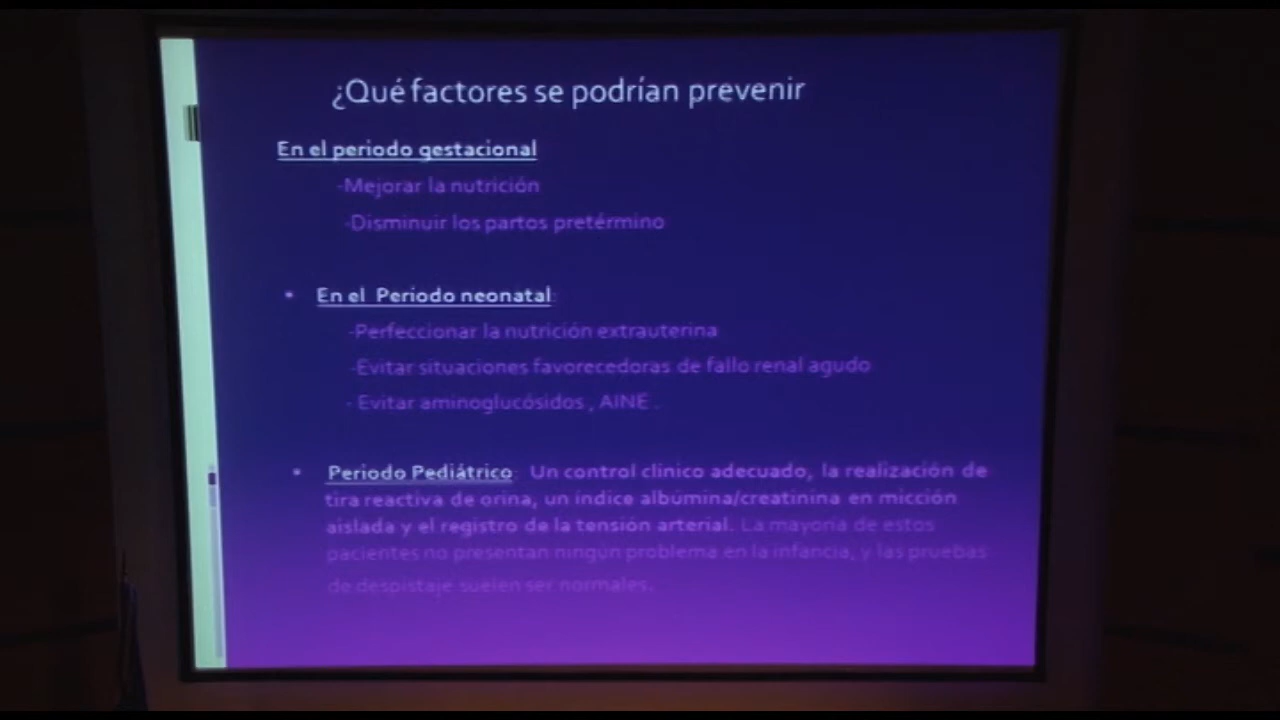 ¿Qué factores se podrían prevenir
En el periodo gestacional
-Mejorar la nutrición
-Disminuir los partos pretérmino
• En el Periodo neonatal:
-Perfeccionar la nutrición extrauterina
-Evitar situaciones favorecedoras de fallo renal agudo
- Evitar aminoglucósidos , AINE .
• Periodo Pediátrico: Un control clínico adecuado, la realización de
tira reactiva de orina, un índice albúmina/creatinina en micción
aislada y el registro de la tensión arterial. La mayoría de estos
pacientes no presentan ningún problema en la infancia, y las pruebas
de despistaje suelen ser normales.